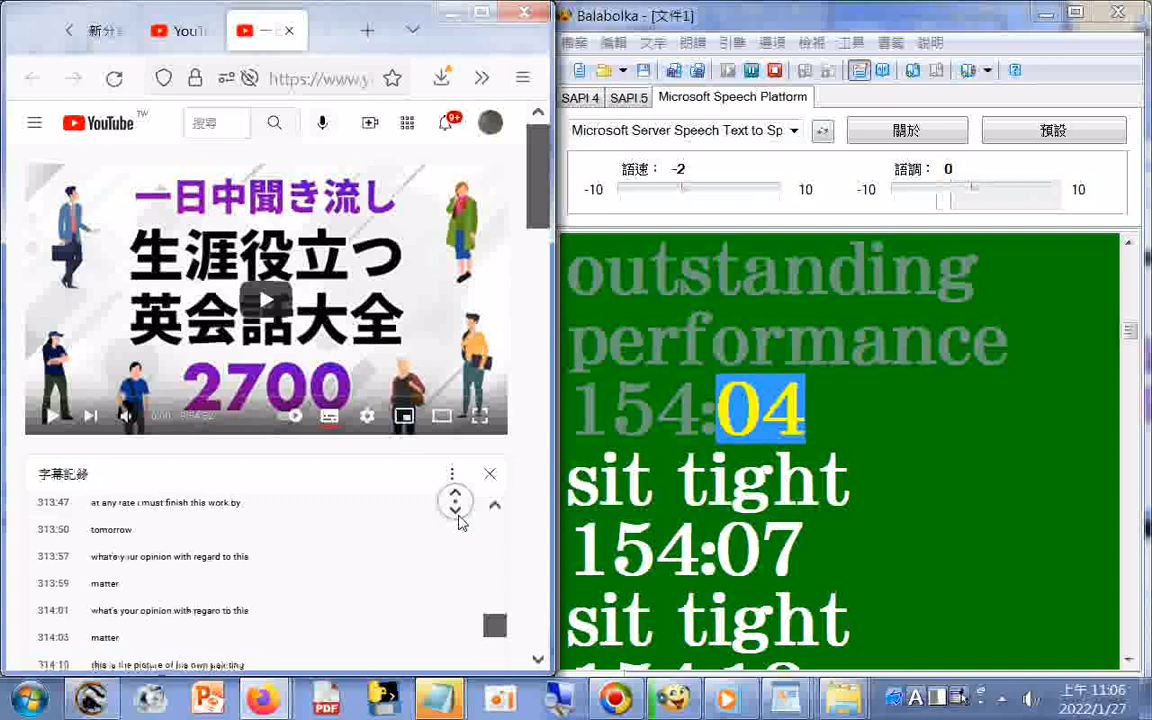 新分
YouT
一
https://www.y
YouTube TW
搜尋
9+
一日中聞き流し
生涯役立つ
英会話大全
2700
字幕記錄
313:47 at any rate i must finish this work by
313:50 tomorrow
313:57 what's your opinion with regard to this
313:59 matter
314:01 what's your opinion with regard to this
314:03 matter
314:10 this is the picture of his own painting
Balabolka - [文件1]
檔案 編輯 文字 朗讀 引擎 選項 檢視 工具 書籤 說明
SAPI 4 SAPI 5 Microsoft Speech Platform
Microsoft Server Speech Text to Sp
關於
預設
語速： -2
-10 10
語調： 0
-10 10
outstanding
performance
154:04
sit tight
154:07
sit tight
PDF
A
上午 11:06
2022/1/27